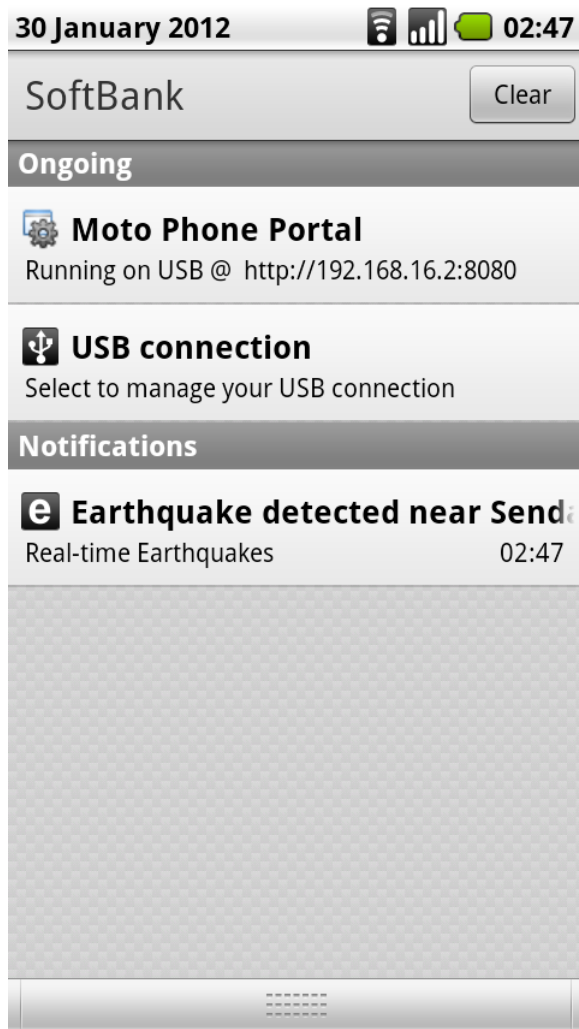 30 January 2012 02:47
SoftBank Clear
Ongoing
Moto Phone Portal
Running on USB @ http://192.168.16.2:8080
USB connection
Select to manage your USB connection
Notifications
e Earthquake detected near Senda
Real-time Earthquakes 02:47